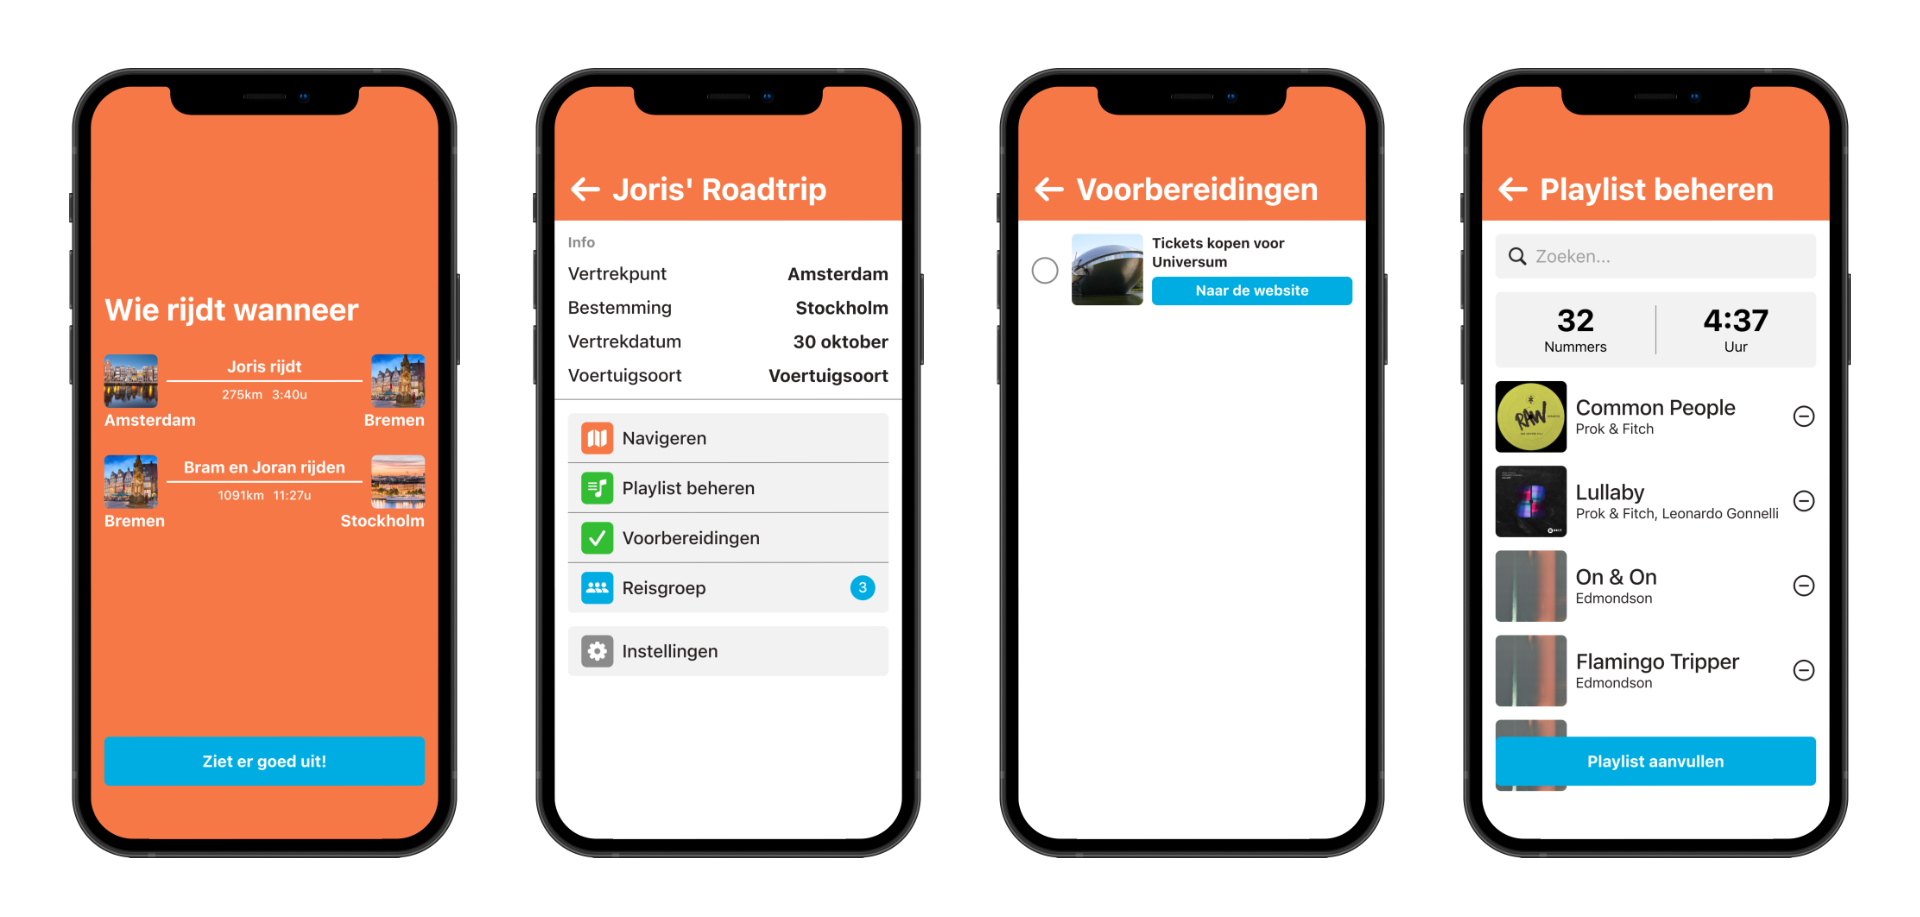 Wie rijdt wanneer
Joris rijdt
275km 3:40u
Amsterdam
Bremen
Bram en Joran rijden
1091km 11:27u
Bremen
Stockholm
Ziet er goed uit!
Joris' Roadtrip
Info
Vertrekpunt Amsterdam
Bestemming Stockholm
Vertrekdatum 30 oktober
Voertuigsoort Voertuigsoort
Navigeren
Playlist beheren
Voorbereidingen
Reisgroep 3
Instellingen
Voorbereidingen
Tickets kopen voor
Universum
Naar de website
Playlist beheren
Zoeken...
32 4:37
Nummers Uur
RAW
Common People
Prok & Fitch
Lullaby
Prok & Fitch, Leonardo Gonnelli
On & On
Edmondson
Flamingo Tripper
Edmondson
Playlist aanvullen